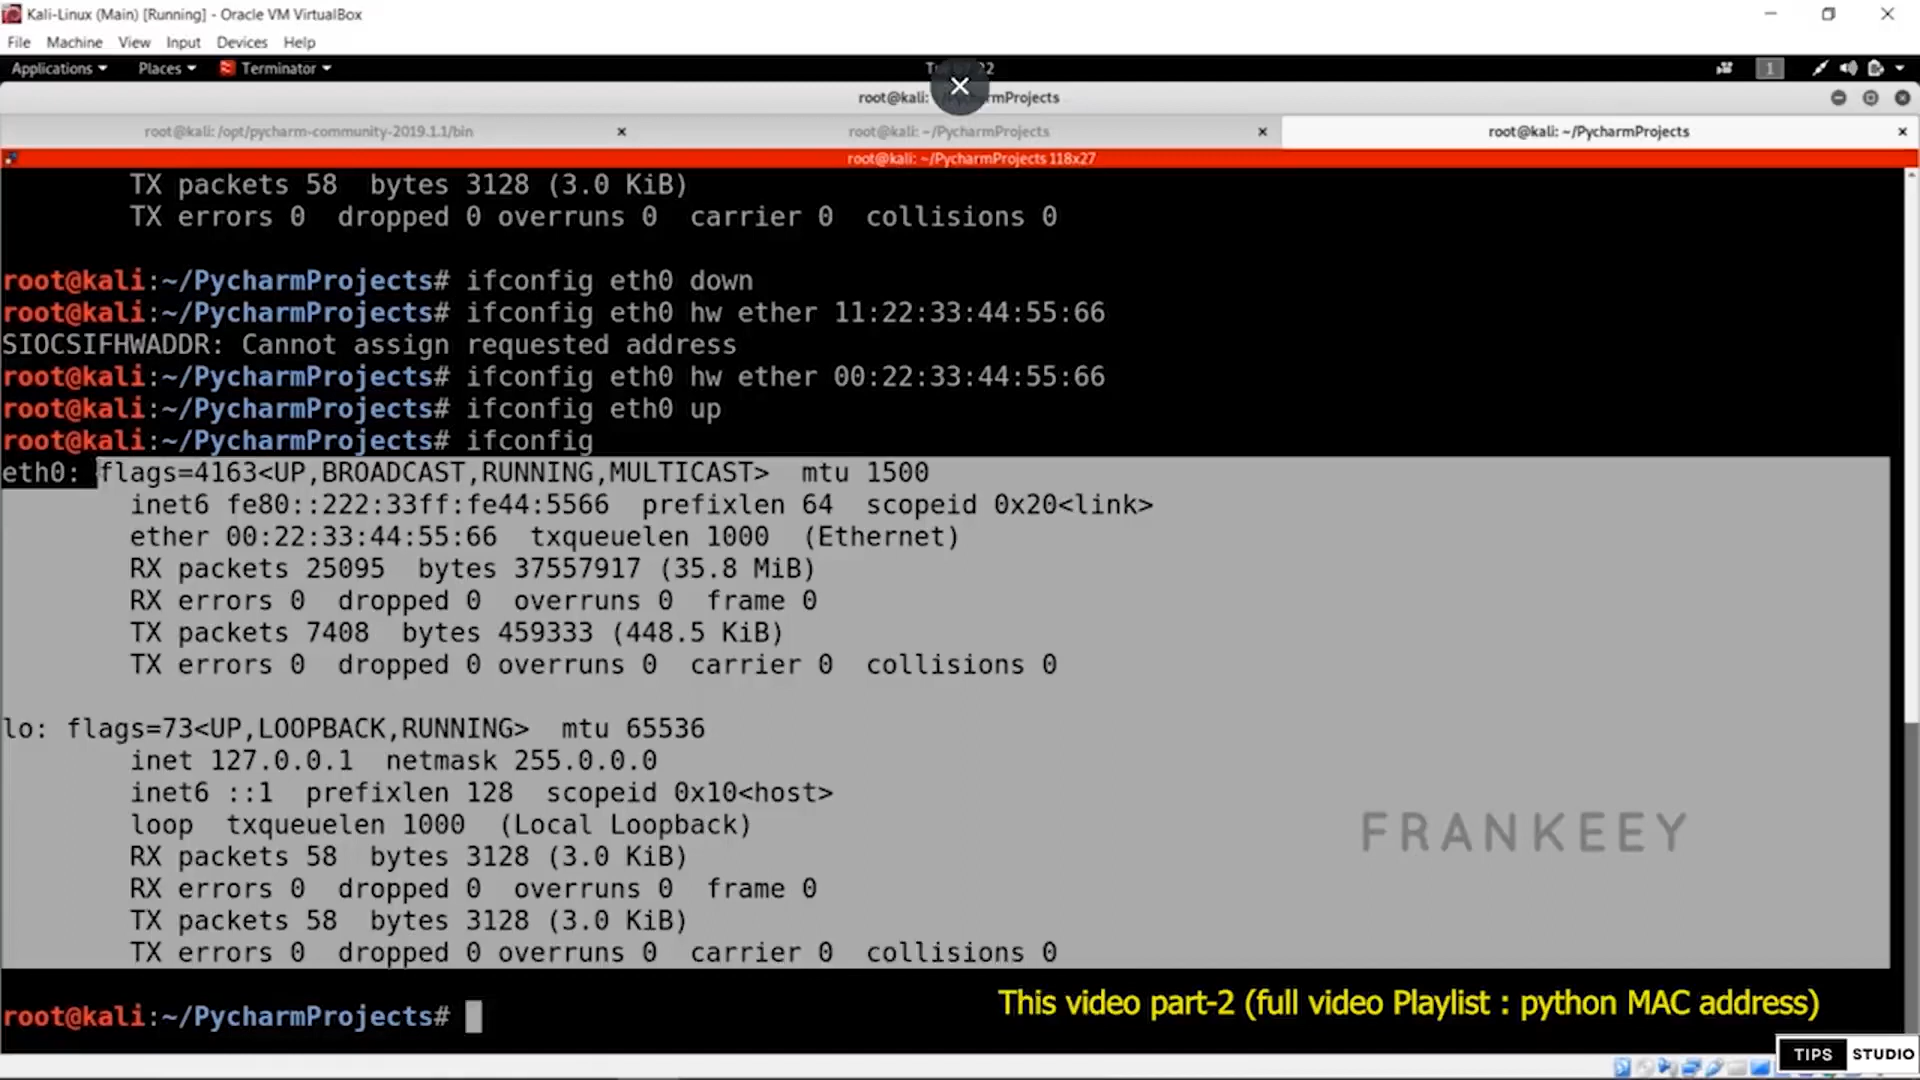 Kali-Linux (Main) [Running] - Oracle VM VirtualBox
File Machine View Input Devices Help
Applications Places Terminator
1
root@kali: ~/PycharmProjects
root@kali: /opt/pycharm-community-2019.1.1/bin
root@kali: ~/PycharmProjects
root@kali: ~/PycharmProjects
root@kali: ~/PycharmProjects 118x27
TX packets 58 bytes 3128 (3.0 KiB)
TX errors 0 dropped 0 overruns 0 carrier 0 collisions 0
root@kali:~/PycharmProjects# ifconfig eth0 down
root@kali:~/PycharmProjects# ifconfig eth0 hw ether 11:22:33:44:55:66
SIOCSIFHWADDR: Cannot assign requested address
root@kali:~/PycharmProjects# ifconfig eth0 hw ether 00:22:33:44:55:66
root@kali:~/PycharmProjects# ifconfig eth0 up
root@kali:~/PycharmProjects# ifconfig
eth0: flags=4163<UP,BROADCAST,RUNNING,MULTICAST> mtu 1500
inet6 fe80::222:33ff:fe44:5566 prefixlen 64 scopeid 0x20<link>
ether 00:22:33:44:55:66 txqueuelen 1000 (Ethernet)
RX packets 25095 bytes 37557917 (35.8 MiB)
RX errors 0 dropped 0 overruns 0 frame 0
TX packets 7408 bytes 459333 (448.5 KiB)
TX errors 0 dropped 0 overruns 0 carrier 0 collisions 0
lo: flags=73<UP,LOOPBACK,RUNNING> mtu 65536
inet 127.0.0.1 netmask 255.0.0.0
inet6 ::1 prefixlen 128 scopeid 0x10<host>
loop txqueuelen 1000 (Local Loopback)
RX packets 58 bytes 3128 (3.0 KiB)
RX errors 0 dropped 0 overruns 0 frame 0
TX packets 58 bytes 3128 (3.0 KiB)
TX errors 0 dropped 0 overruns 0 carrier 0 collisions 0
FRANKEEY
root@kali:~/PycharmProjects#
This video part-2 (full video Playlist : python MAC address)
TIPS STUDIO